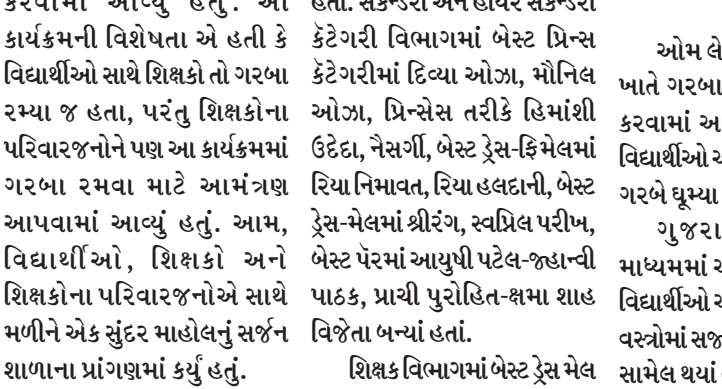 કરવામાં આવ્યું હતું. આ
કાર્યક્રમની વિશેષતા એ હતી કે
વિદ્યાર્થીઓ સાથે શિક્ષકો તો ગરબા
રમ્યા જ હતા, પરંતુ શિક્ષકોના
પરિવારજનોને પણ આ કાર્યક્રમમાં
ગરબા રમવા માટે આમંત્રણ
આપવામાં આવ્યું હતું. આમ,
વિદ્યાર્થીઓ, શિક્ષકો અને
શિક્ષકોના પરિવારજનોએ સાથે
મળીને એક સુંદર માહોલનું સર્જન
શાળાના પ્રાંગણમાં કર્યું હતું.
હતા. સેકન્ડરી અને હાયર સેકન્ડરી
કૅટેગરી વિભાગમાં બેસ્ટ પ્રિન્સ
કૅટેગરીમાં દિવ્યા ઓઝા, મૌનિલ
ઓઝા, પ્રિન્સેસ તરીકે હિમાંશી
ઉદેદા, નૈસર્ગી, બેસ્ટ ડ્રેસ-ફિમેલમાં
રિયા નિમાવત, રિયા હલદાની, બેસ્ટ
ડ્રેસ-મેલમાં શ્રીરંગ, સ્વપ્નિલ પરીખ,
બેસ્ટ પૅરમાં આયુષી પટેલ-જ્હાન્વી
પાઠક, પ્રાચી પુરોહિત-ક્ષમા શાહ
વિજેતા બન્યાં હતાં.
શિક્ષક વિભાગમાં બેસ્ટ ડ્રેસ મેલ
ઓમ લે
ખાતે ગરબા
કરવામાં આ
વિદ્યાર્થીઓ
ગરબે ઘૂમ્યા
ગુજરા
માધ્યમમાં
વિદ્યાર્થીઓ
વસ્ત્રોમાં સજ
સામેલ થયાં